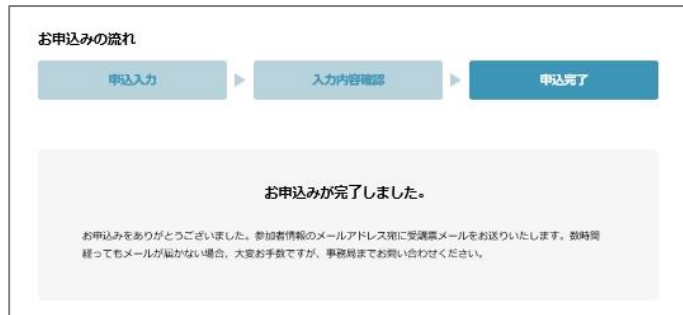 お申込みの流れ
申込入力
入力内容確認
申込完了
お申込みが完了しました。
お申込みをありがとうございました。参加者情報のメールアドレス宛に受講票メールをお送りいたします。数時間
経ってもメールが届かない場合、大変お手数ですが、事務局までお問い合わせください。